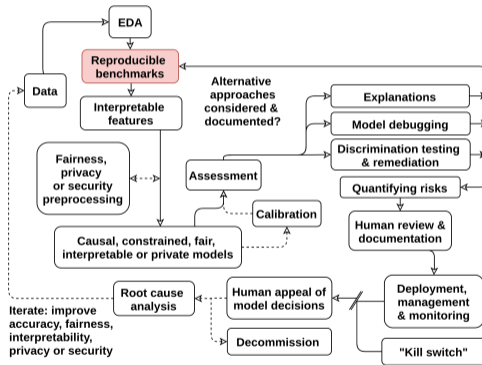 EDA
Reproducible
benchmarks
Data
Interpretable
features
Alternative
approaches
considered &
documented?
Explanations
Model debugging
Discrimination testing
& remediation
Fairness,
privacy
or security
preprocessing
Assessment
Quantifying risks
Calibration
Human review &
documentation
Causal, constrained, fair,
interpretable or private models
Root cause
analysis
Human appeal of
model decisions
Deployment,
management
& monitoring
Iterate: improve
accuracy, fairness,
interpretability,
privacy or security
Decommission
"Kill switch"